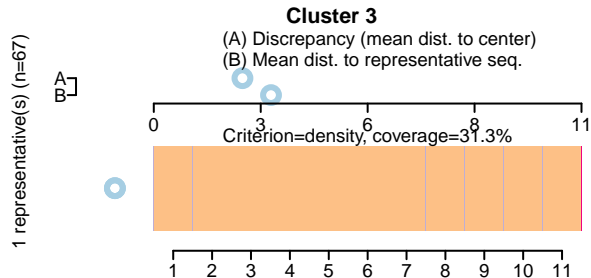 Cluster 3
(A) Discrepancy (mean dist. to center)
(B) Mean dist. to representative seq.
1 representative(s) (n=67)
A
B
0 3 6 8 11
Criterion=density, coverage=31.3%
1 2 3 4 5 6 7 8 9 10 11